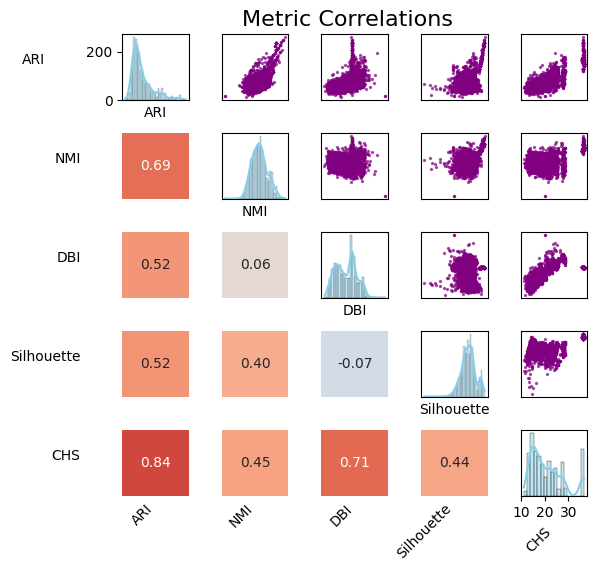 Metric Correlations
ARI
200
0
ARI
NMI
0.69
NMI
DBI
0.52
0.06
DBI
Silhouette
0.52
0.40
-0.07
Silhouette
CHS
0.84
0.45
0.71
0.44
10 20 30
ARI
NMI
DBI
Silhouette
CHS